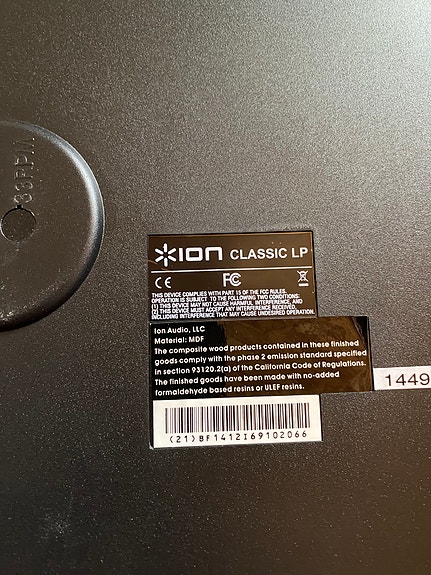 33RPM
ION CLASSIC LP
CE FC
THIS DEVICE COMPLIES WITH PART 15 OF THE FCC RULES.
OPERATION IS SUBJECT TO THE FOLLOWING TWO CONDITIONS:
(1) THIS DEVICE MAY NOT CAUSE HARMFUL INTERFERENCE, AND
(2) THIS DEVICE MUST ACCEPT ANY INTERFERENCE RECEIVED,
INCLUDING INTERFERENCE THAT MAY CAUSE UNDESIRED OPERATION.
Ion Audio, LLC
Material: MDF
The composite wood products contained in these finished
goods comply with the phase 2 emission standard specified
in section 93120.2(a) of the California Code of Regulations.
The finished goods have been made with no-added
formaldehyde based resins or ULEF resins.
1449
(21)BF1412I69102066